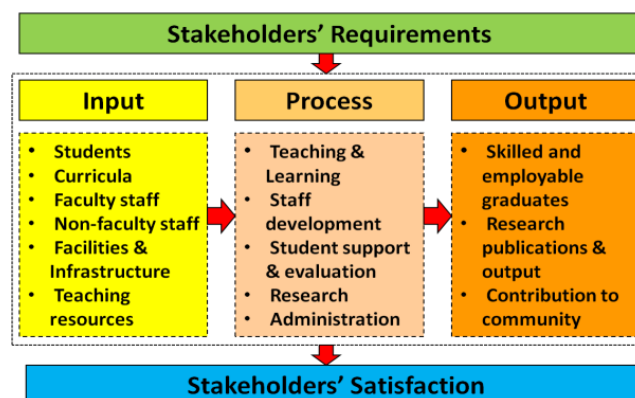 Stakeholders' Requirements
Input
Process
Output
• Students
• Curricula
• Faculty staff
• Non-faculty staff
• Facilities &
Infrastructure
• Teaching
resources
• Teaching &
Learning
• Staff
development
• Student support
& evaluation
• Research
• Administration
• Skilled and
employable
graduates
• Research
publications &
output
• Contribution to
community
Stakeholders' Satisfaction